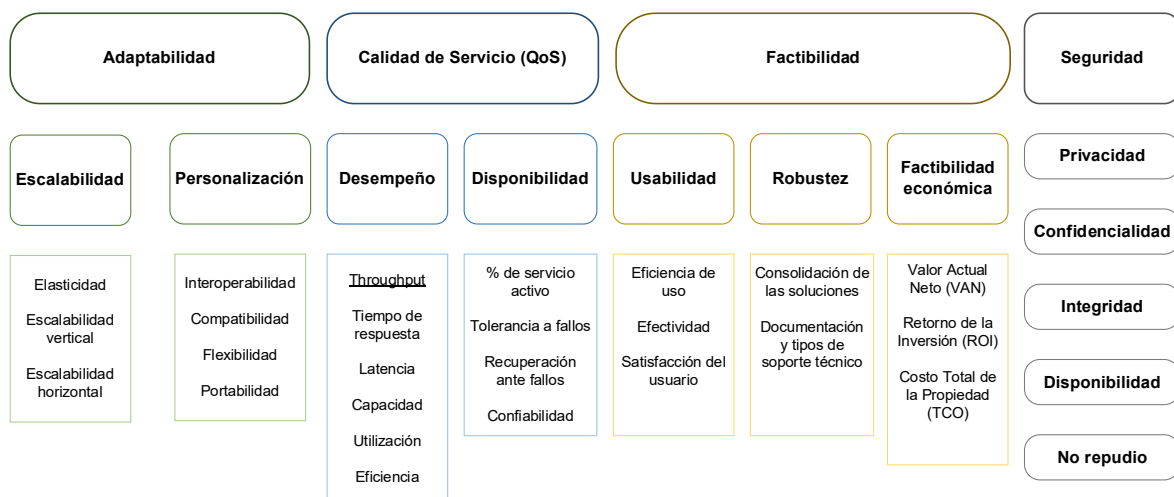 Adaptabilidad
Calidad de Servicio (QoS)
Factibilidad
Seguridad
Escalabilidad
Personalización
Desempeño
Disponibilidad
Usabilidad
Robustez
Factibilidad
económica
Privacidad
Confidencialidad
Integridad
Disponibilidad
No repudio
Elasticidad
Escalabilidad
vertical
Escalabilidad
horizontal
Interoperabilidad
Compatibilidad
Flexibilidad
Portabilidad
Throughput
Tiempo de
respuesta
Latencia
Capacidad
Utilización
Eficiencia
% de servicio
activo
Tolerancia a fallos
Recuperación
ante fallos
Confiabilidad
Eficiencia de
uso
Efectividad
Satisfacción del
usuario
Consolidación de
las soluciones
Documentación
y tipos de
soporte técnico
Valor Actual
Neto (VAN)
Retorno de la
Inversión (ROI)
Costo Total de
la Propiedad
(TCO)